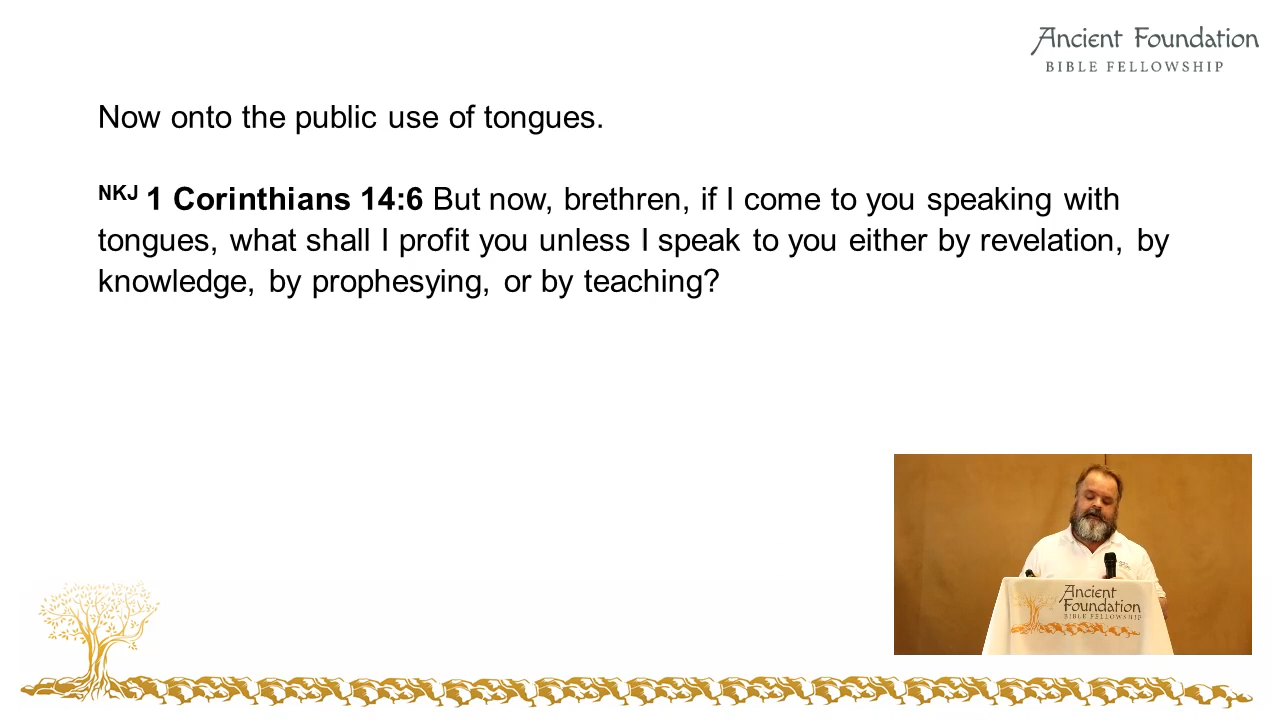 Ancient Foundation
BIBLE FELLOWSHIP
Now onto the public use of tongues.
NKJ 1 Corinthians 14:6 But now, brethren, if I come to you speaking with
tongues, what shall I profit you unless I speak to you either by revelation, by
knowledge, by prophesying, or by teaching?
Ancient
Foundation
BIBLE FELLOWSHIP